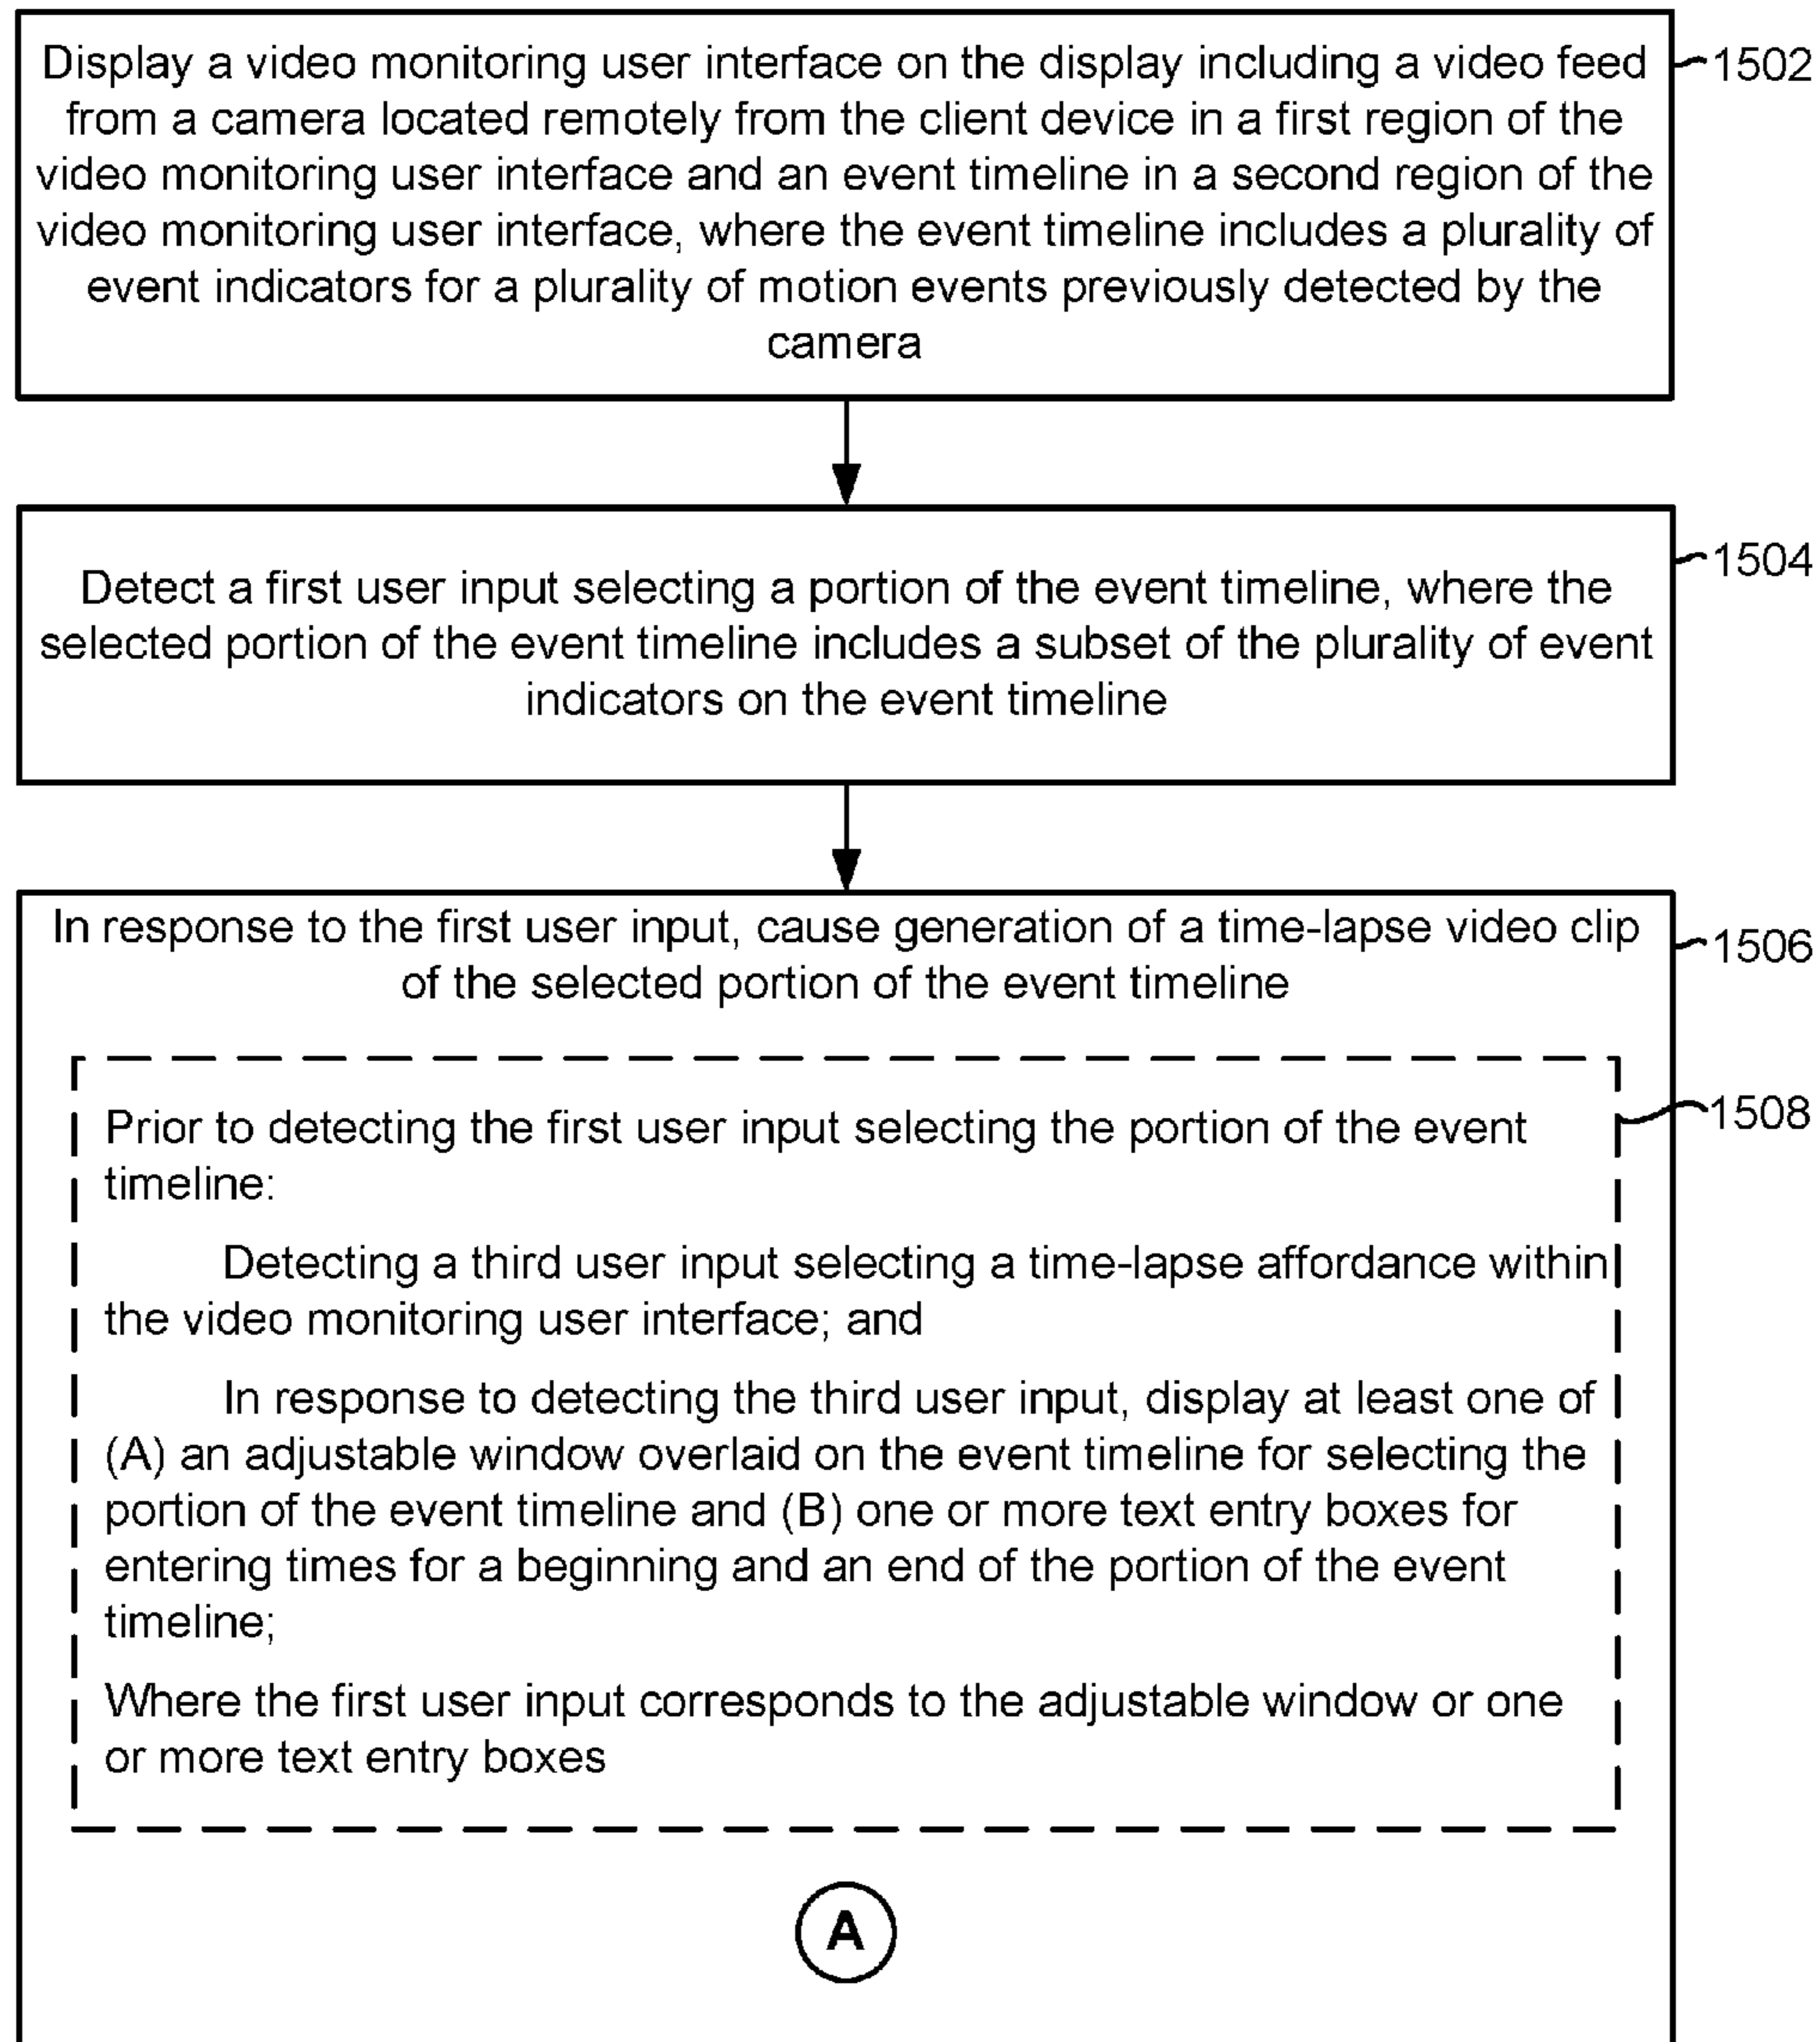 Display a video monitoring user interface on the display including a video feed
from a camera located remotely from the client device in a first region of the
video monitoring user interface and an event timeline in a second region of the
video monitoring user interface, where the event timeline includes a plurality of
event indicators for a plurality of motion events previously detected by the
camera
1502
Detect a first user input selecting a portion of the event timeline, where the
selected portion of the event timeline includes a subset of the plurality of event
indicators on the event timeline
1504
In response to the first user input, cause generation of a time-lapse video clip
of the selected portion of the event timeline
1506
Prior to detecting the first user input selecting the portion of the event
timeline:
Detecting a third user input selecting a time-lapse affordance within
the video monitoring user interface; and
In response to detecting the third user input, display at least one of
(A) an adjustable window overlaid on the event timeline for selecting the
portion of the event timeline and (B) one or more text entry boxes for
entering times for a beginning and an end of the portion of the event
timeline;
Where the first user input corresponds to the adjustable window or one
or more text entry boxes
1508
A